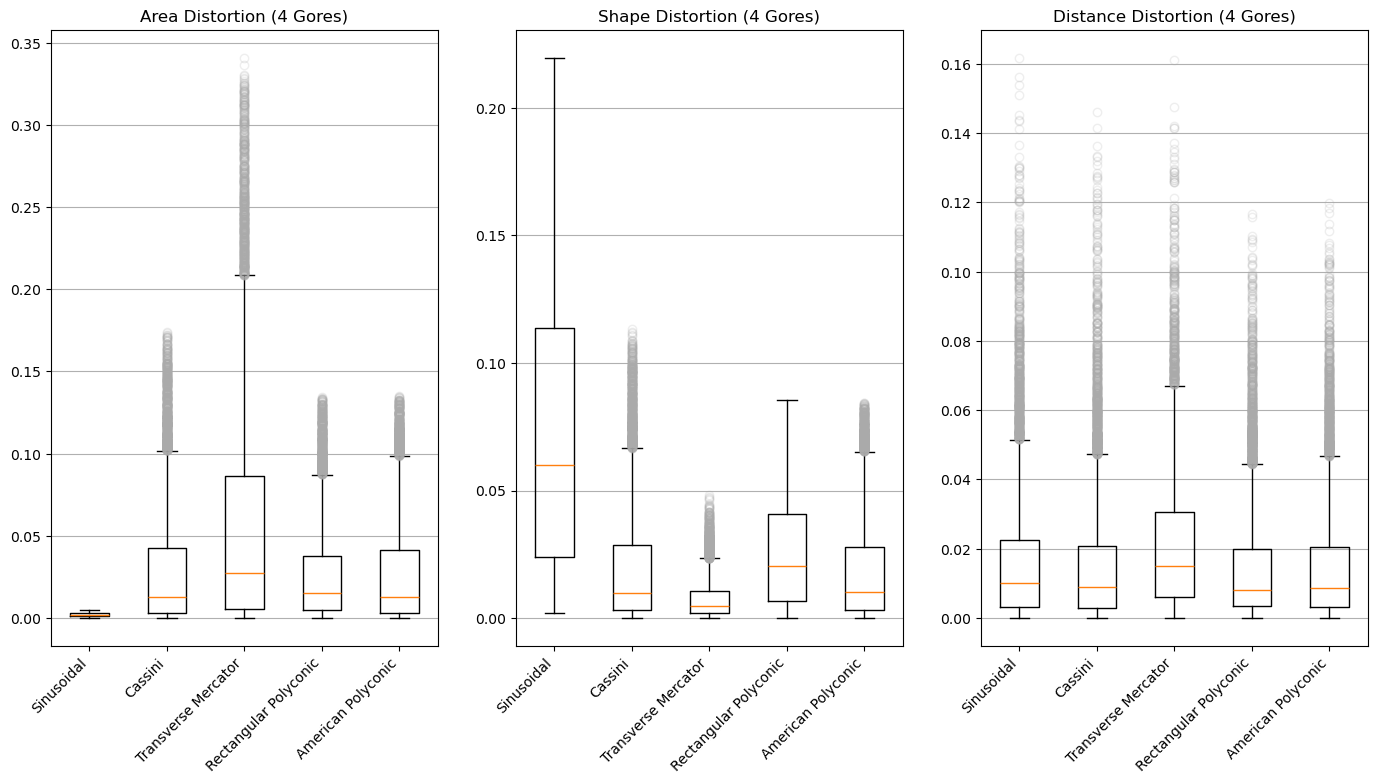 Area Distortion (4 Gores)
0.35
0.30
0.25
0.20
0.15
0.10
0.05
0.00
Sinusoidal
Cassini
Transverse Mercator
Rectangular Polyconic
American Polyconic
Shape Distortion (4 Gores)
0.20
0.15
0.10
0.05
0.00
Sinusoidal
Cassini
Transverse Mercator
Rectangular Polyconic
American Polyconic
Distance Distortion (4 Gores)
0.16
0.14
0.12
0.10
0.08
0.06
0.04
0.02
0.00
Sinusoidal
Cassini
Transverse Mercator
Rectangular Polyconic
American Polyconic